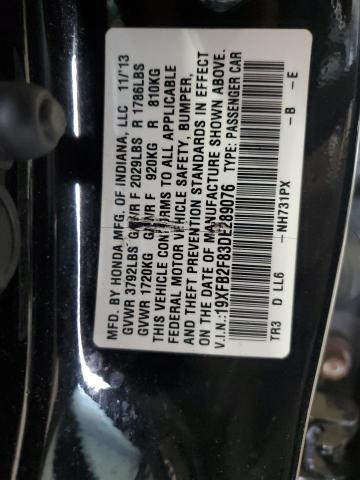 MFD. BY HONDA MFG. OF INDIANA, LLC 11/13
GVWR 3792LBS GAWR F 2029LBS R 1786LBS
GVWR 1720KG GAWR F 920KG R 810KG
THIS VEHICLE CONFORMS TO ALL APPLICABLE
FEDERAL MOTOR VEHICLE SAFETY, BUMPER,
AND THEFT PREVENTION STANDARDS IN EFFECT
ON THE DATE OF MANUFACTURE SHOWN ABOVE.
V.I.N.:19XFB2F83DE289076 TYPE: PASSENGER CAR
TR3 D LL6 -NH731PX -B -E